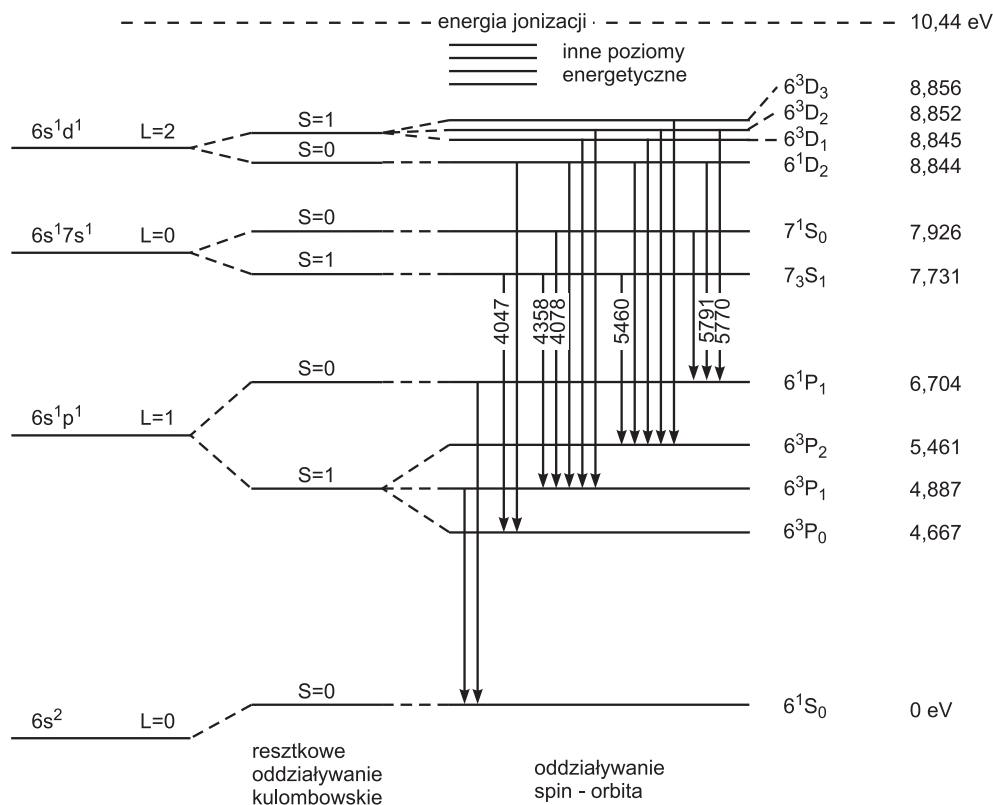 energia jonizacji 10,44 eV
inne poziomy
energetyczne
6³D₃ 8,856
6³D₂ 8,852
6³D₁ 8,845
6¹D₂ 8,844
6s¹d¹ L=2 S=1
S=0
6s¹7s¹ L=0 S=0 7¹S₀ 7,926
S=1 7₃S₁ 7,731
4047 4358 4078 5460 5791 5770
6s¹p¹ L=1 S=0 6¹P₁ 6,704
6³P₂ 5,461
S=1 6³P₁ 4,887
6³P₀ 4,667
6s² L=0 S=0 6¹S₀ 0 eV
resztkowe
oddziaływanie
kulombowskie
oddziaływanie
spin - orbita